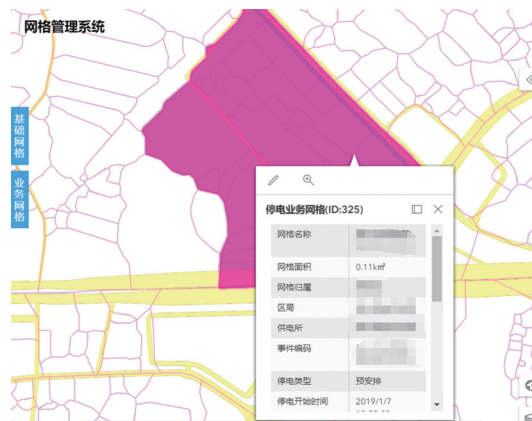 网格管理系统
基础网格
业务网格
停电业务网格(ID:325)
网格名称
网格面积 0.11km²
网格归属
区局
供电所
事件编码
停电类型 预安排
停电开始时间 2019/1/7